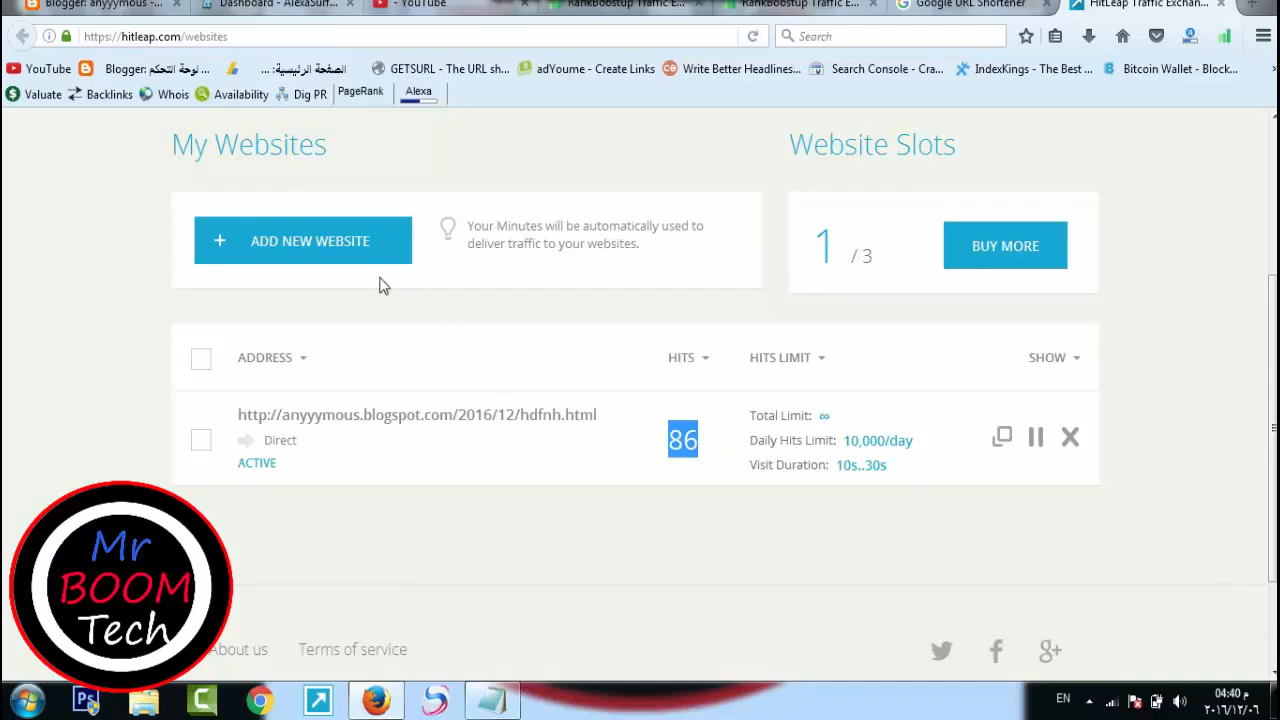 Blogger: anyyymous -...
Dashboard - AlexaSurf...
- YouTube
RankBoostup Traffic E...
RankBoostup Traffic E...
Google URL Shortener
HitLeap Traffic Exchan...
https://hitleap.com/websites
Search
YouTube
Blogger: لوحة التحكم ...
الصفحة الرئيسية: ...
GETSURL - The URL sh...
adYoume - Create Links
Write Better Headlines...
Search Console - Cra...
IndexKings - The Best ...
Bitcoin Wallet - Block...
Valuate
Backlinks
Whois
Availability
Dig PR
PageRank
Alexa
My Websites
Website Slots
+ ADD NEW WEBSITE
Your Minutes will be automatically used to
deliver traffic to your websites.
1 / 3
BUY MORE
ADDRESS
HITS
HITS LIMIT
SHOW
http://anyyymous.blogspot.com/2016/12/hdfnh.html
Direct
ACTIVE
86
Total Limit: ∞
Daily Hits Limit: 10,000/day
Visit Duration: 10s..30s
Mr
BOOM
Tech
About us
Terms of service
Ps
EN
04:40 م
٢٠١٦/١٢/٠٦